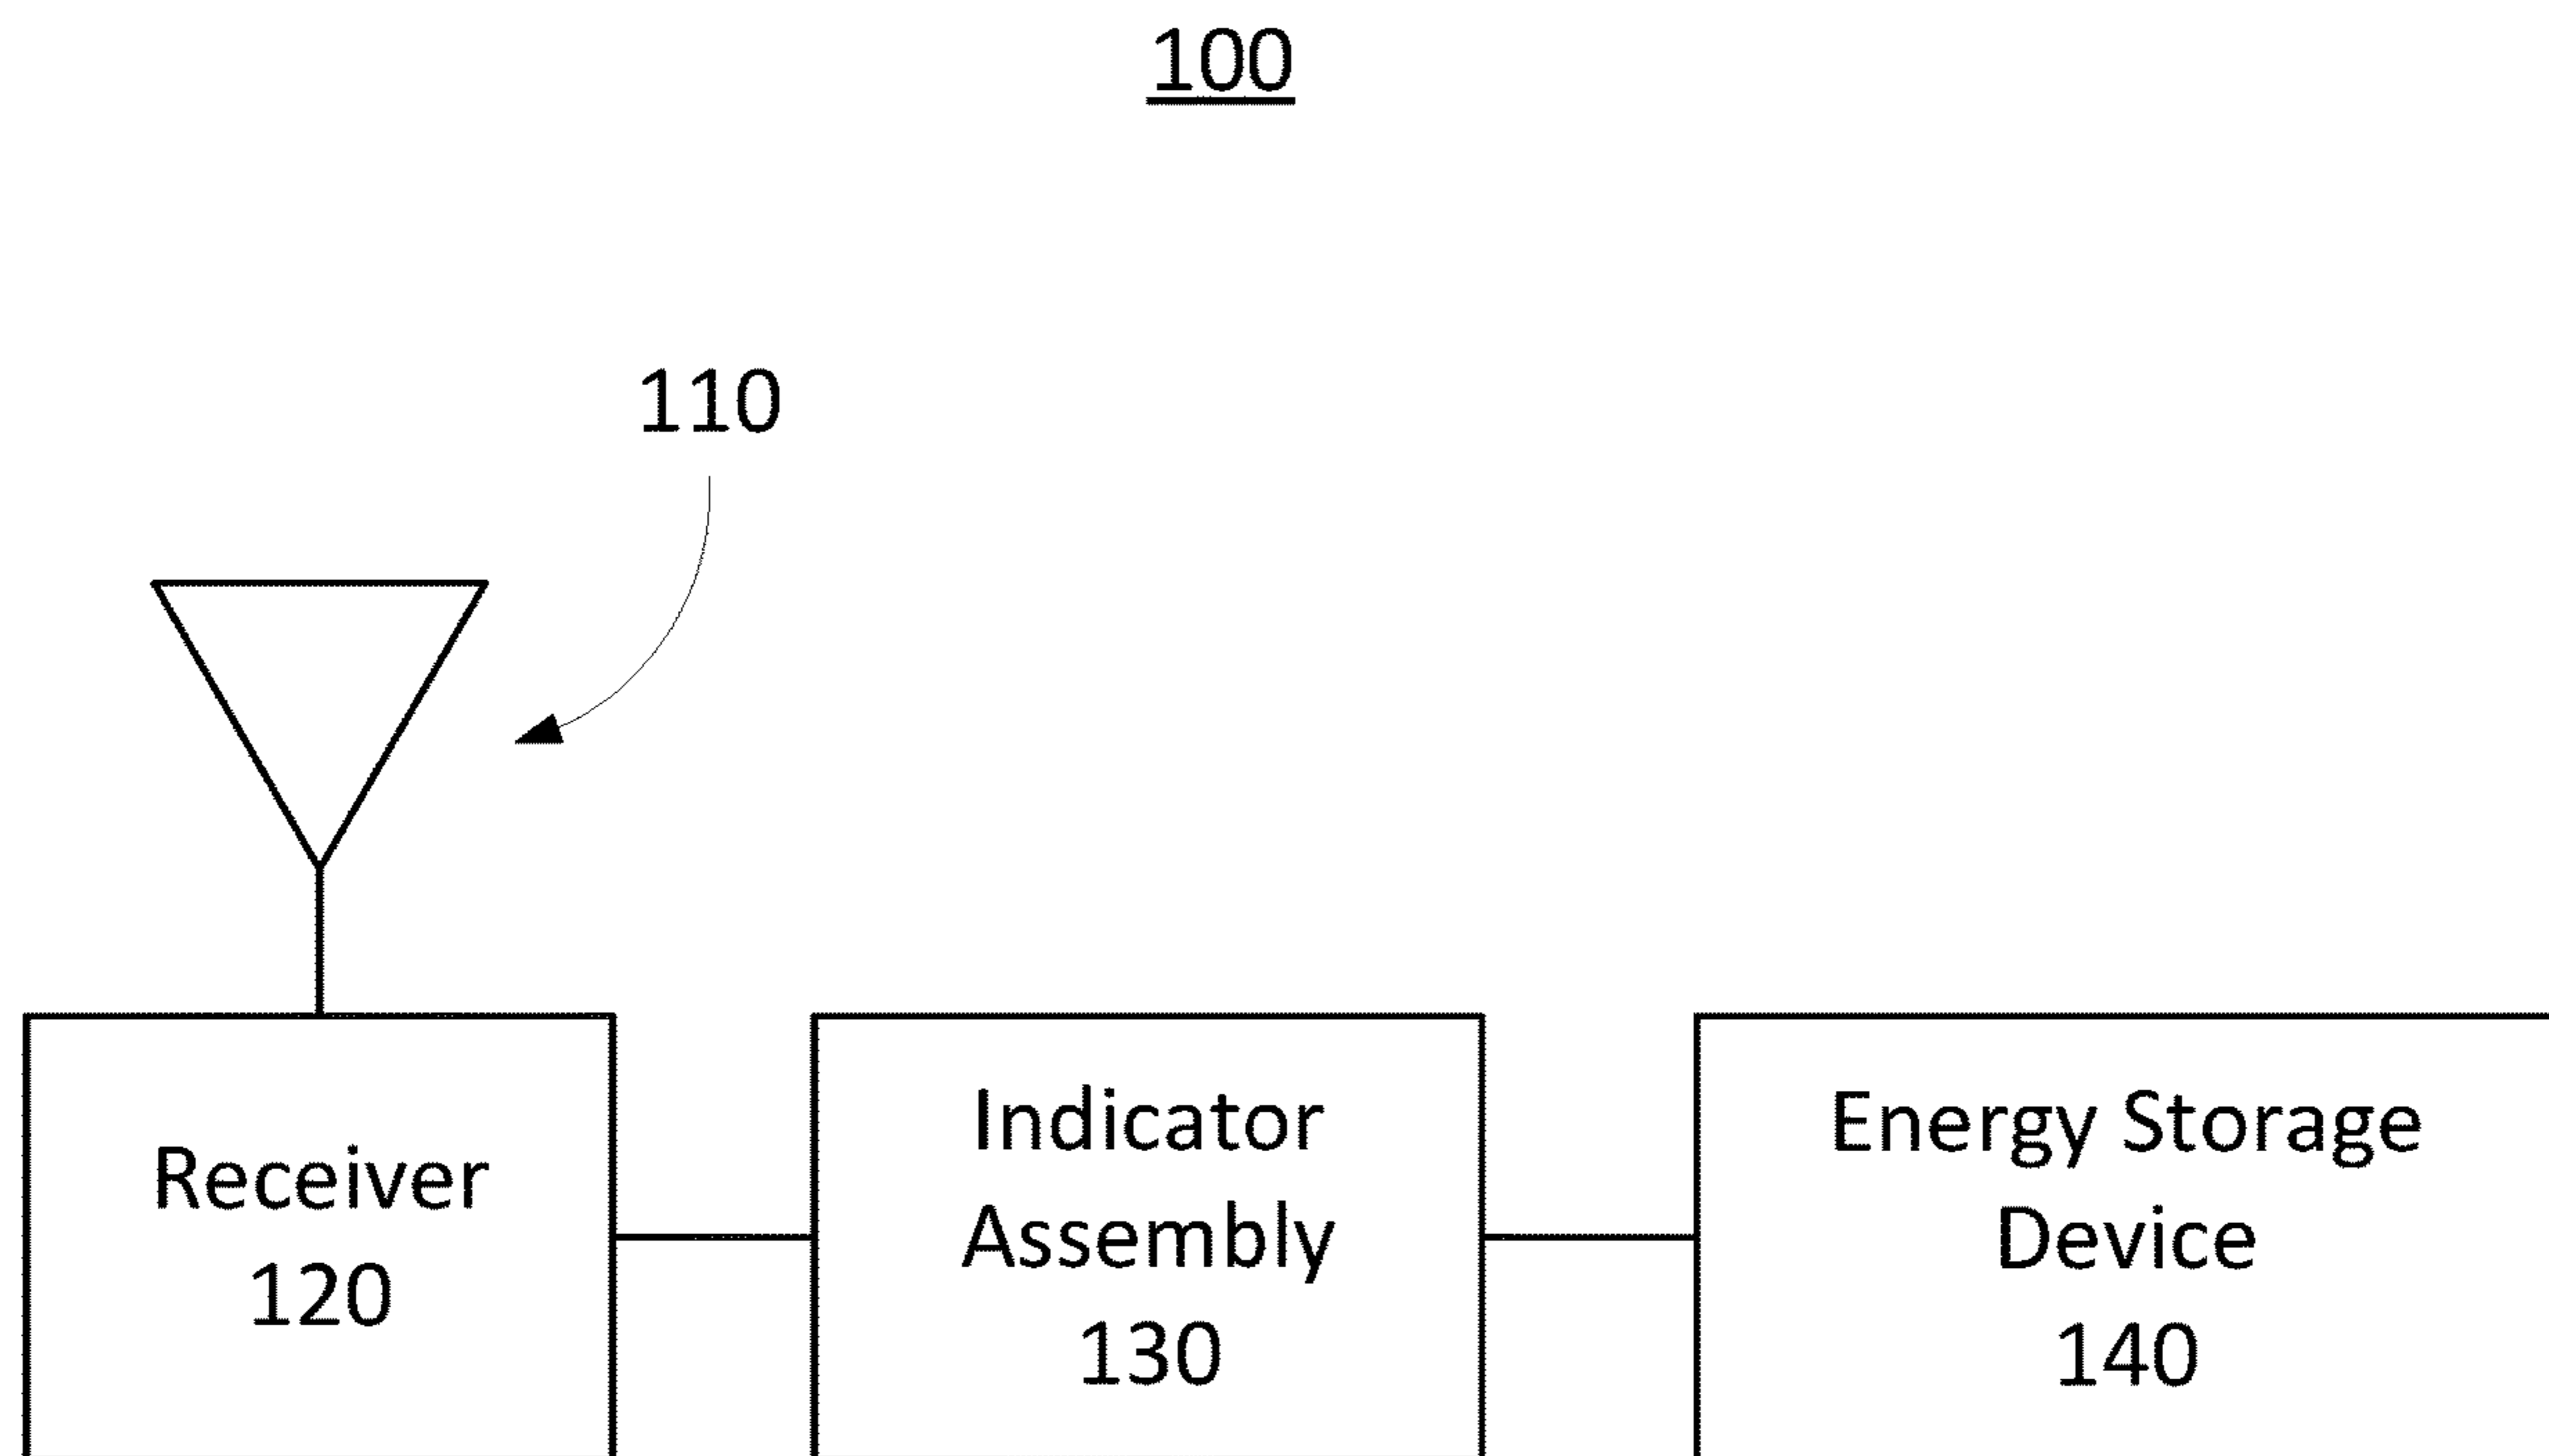 100
110
Receiver
120
Indicator
Assembly
130
Energy Storage
Device
140